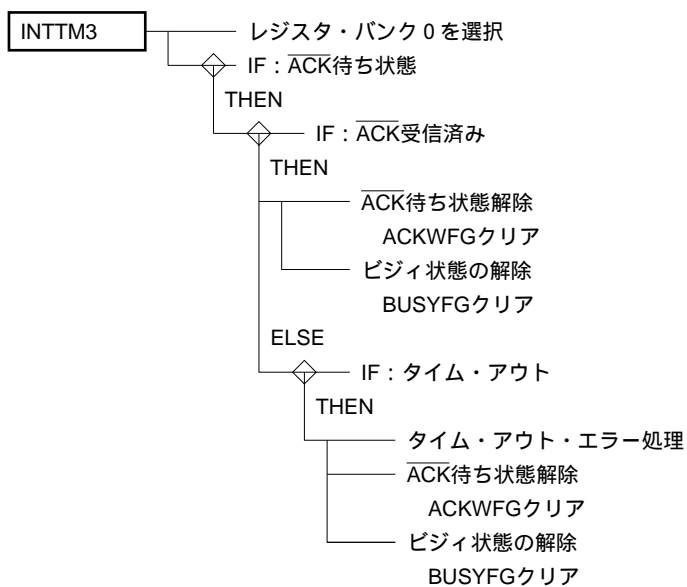 INTTM3
レジスタ・バンク0を選択
IF:ACK待ち状態
THEN
IF:ACK受信済み
THEN
ACK待ち状態解除
ACKWFGクリア
ビジィ状態の解除
BUSYFGクリア
ELSE
IF:タイム・アウト
THEN
タイム・アウト・エラー処理
ACK待ち状態解除
ACKWFGクリア
ビジィ状態の解除
BUSYFGクリア